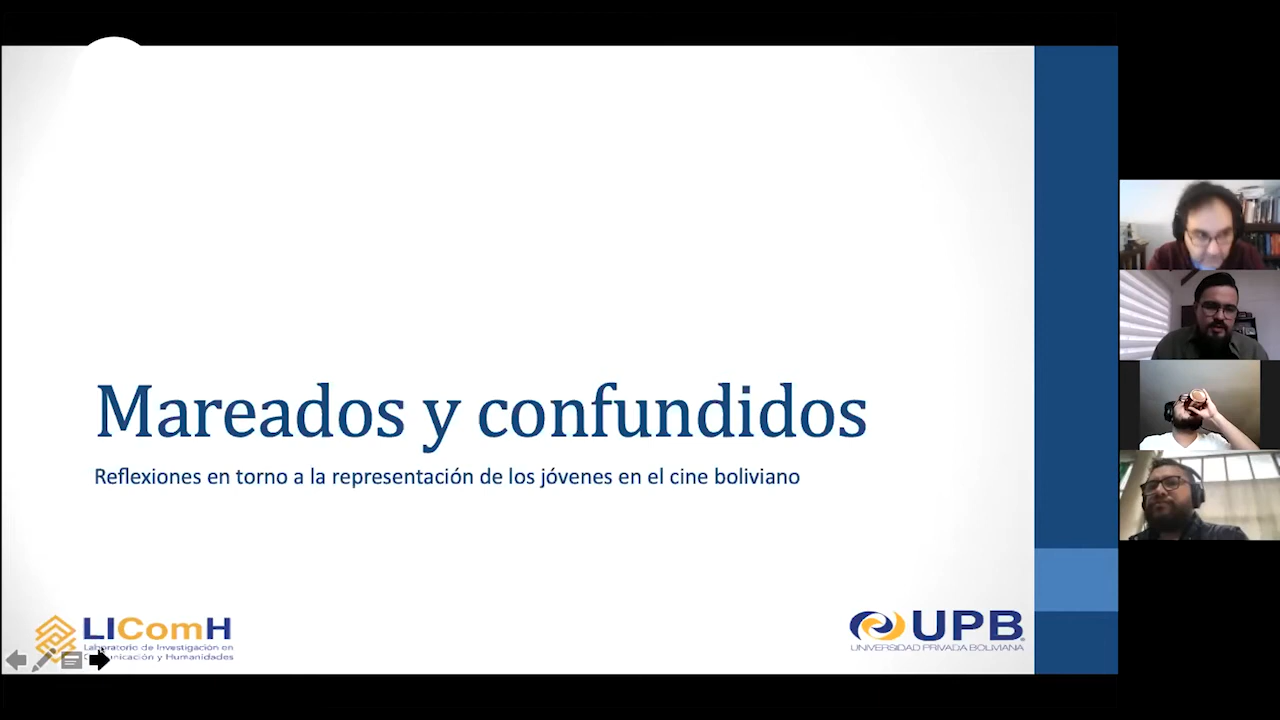 Mareados y confundidos
Reflexiones en torno a la representación de los jóvenes en el cine boliviano
LIComH
Laboratorio de Investigación en
Comunicación y Humanidades
UPB
UNIVERSIDAD PRIVADA BOLIVIANA